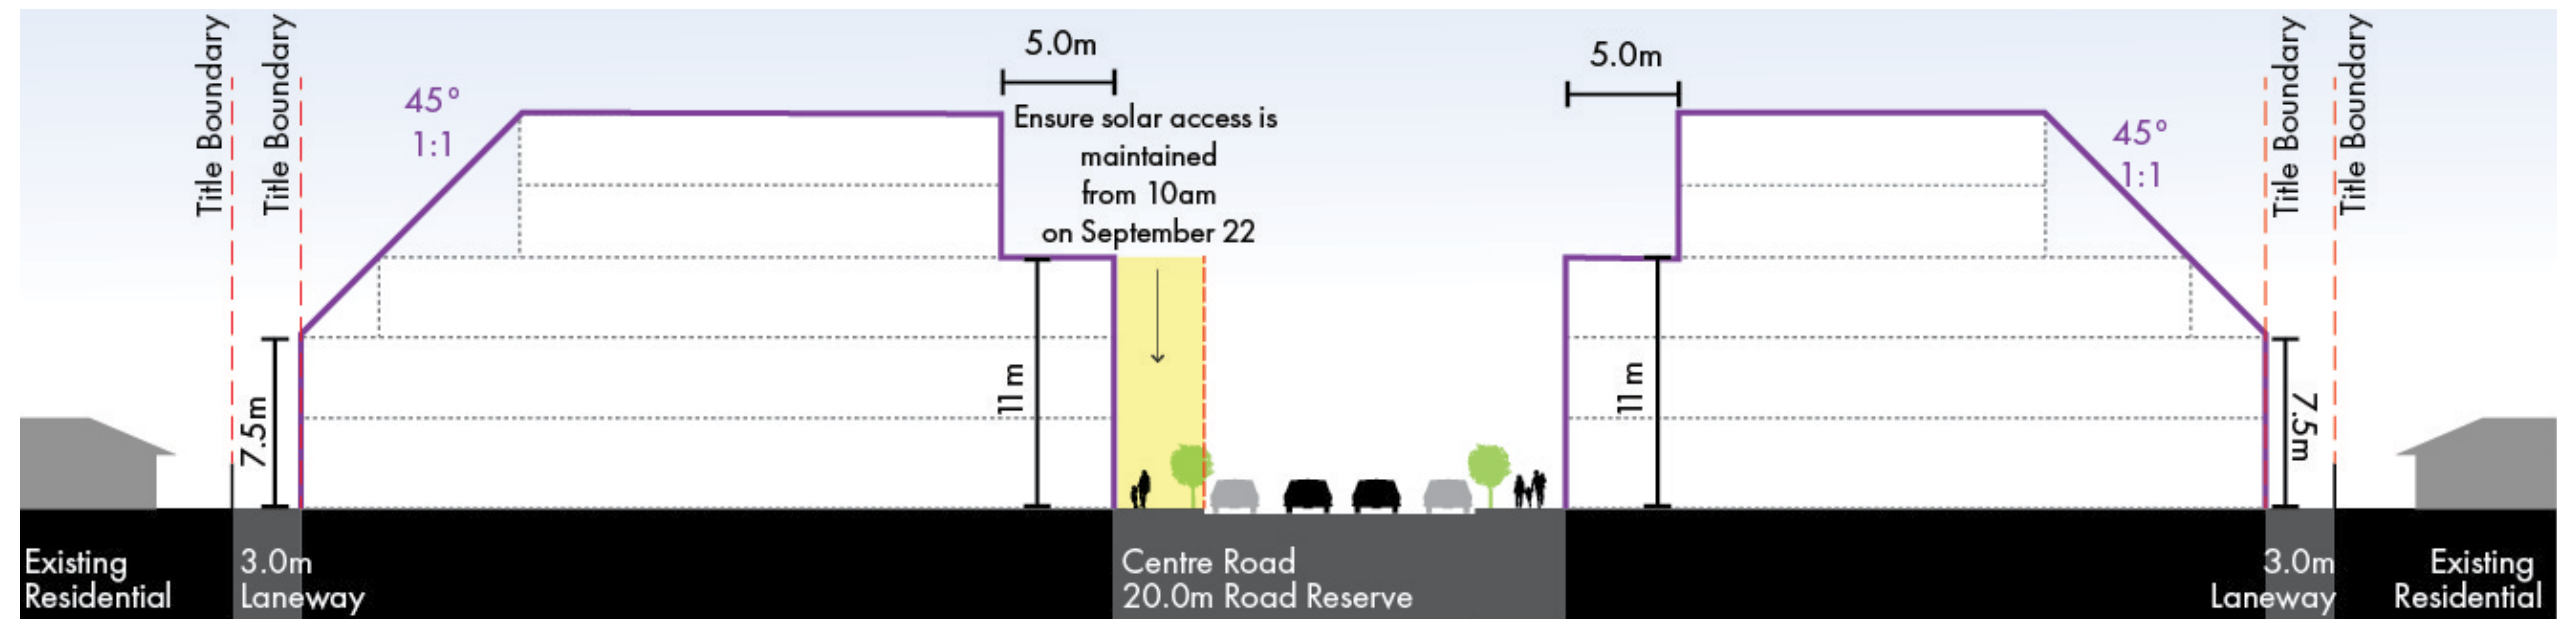 Title Boundary
Title Boundary
45°
1:1
5.0m
Ensure solar access is
maintained
from 10am
on September 22
5.0m
45°
1:1
Title Boundary
Title Boundary
7.5m
11 m
11 m
7.5m
Existing
Residential
3.0m
Laneway
Centre Road
20.0m Road Reserve
3.0m
Laneway
Existing
Residential